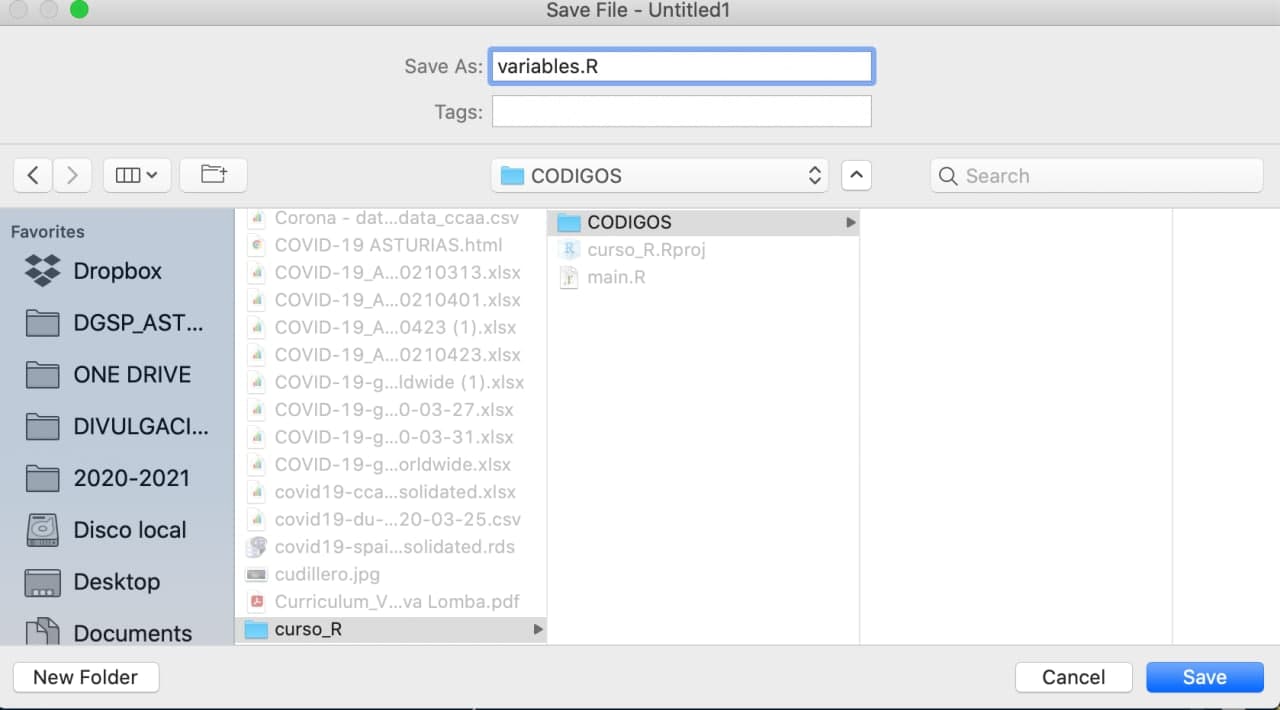 Save File - Untitled1
Save As: variables.R
Tags:
CODIGOS
Search
Favorites
Dropbox
DGSP_AST...
ONE DRIVE
DIVULGACI...
2020-2021
Disco local
Desktop
Documents
Corona - dat...data_ccaa.csv
COVID-19 ASTURIAS.html
COVID-19_A...0210313.xlsx
COVID-19_A...0210401.xlsx
COVID-19_A...0423 (1).xlsx
COVID-19_A...0210423.xlsx
COVID-19-g...ldwide (1).xlsx
COVID-19-g...0-03-27.xlsx
COVID-19-g...0-03-31.xlsx
COVID-19-g...orldwide.xlsx
covid19-cca...solidated.xlsx
covid19-du-...20-03-25.csv
covid19-spai...solidated.rds
cudillero.jpg
Curriculum_V...va Lomba.pdf
curso_R
CODIGOS
curso_R.Rproj
main.R
New Folder
Cancel
Save